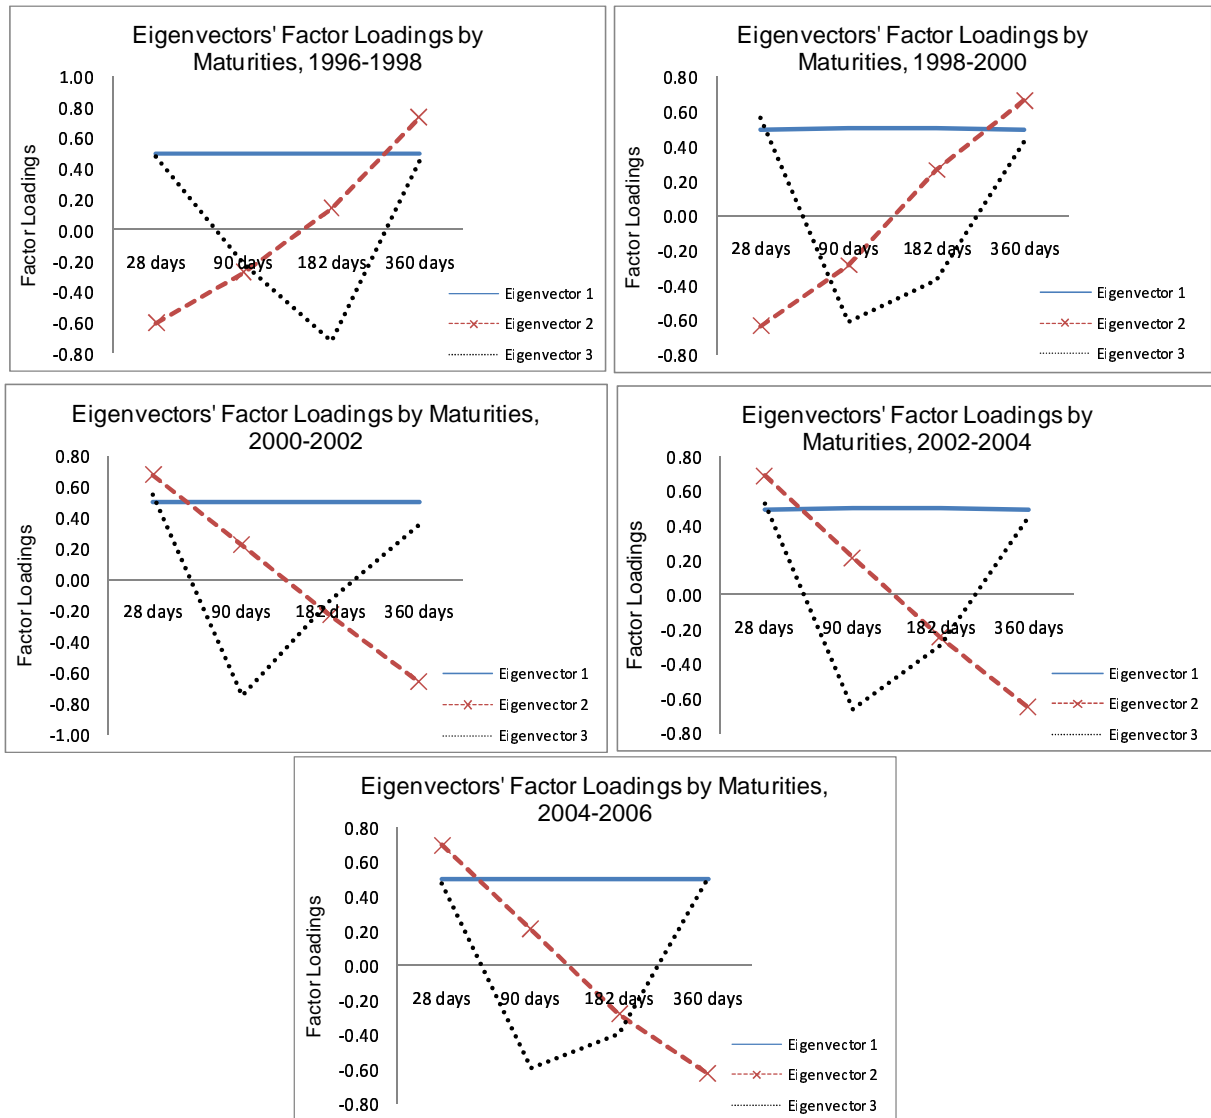 Eigenvectors' Factor Loadings by
Maturities, 1996-1998
1.00
0.80
0.60
0.40
0.20
0.00
-0.20
-0.40
-0.60
-0.80
Factor Loadings
28 days
90 days
182 days
360 days
Eigenvector 1
Eigenvector 2
Eigenvector 3
Eigenvectors' Factor Loadings by
Maturities, 1998-2000
0.80
0.60
0.40
0.20
0.00
-0.20
-0.40
-0.60
-0.80
Factor Loadings
28 days
90 days
182 days
360 days
Eigenvector 1
Eigenvector 2
Eigenvector 3
Eigenvectors' Factor Loadings by Maturities,
2000-2002
0.80
0.60
0.40
0.20
0.00
-0.20
-0.40
-0.60
-0.80
-1.00
Factor Loadings
28 days
90 days
182 days
360 days
Eigenvector 1
Eigenvector 2
Eigenvector 3
Eigenvectors' Factor Loadings by
Maturities, 2002-2004
0.80
0.60
0.40
0.20
0.00
-0.20
-0.40
-0.60
-0.80
Factor Loadings
28 days
90 days
182 days
360 days
Eigenvector 1
Eigenvector 2
Eigenvector 3
Eigenvectors' Factor Loadings by Maturities,
2004-2006
0.80
0.60
0.40
0.20
0.00
-0.20
-0.40
-0.60
-0.80
Factor Loadings
28 days
90 days
182 days
360 days
Eigenvector 1
Eigenvector 2
Eigenvector 3